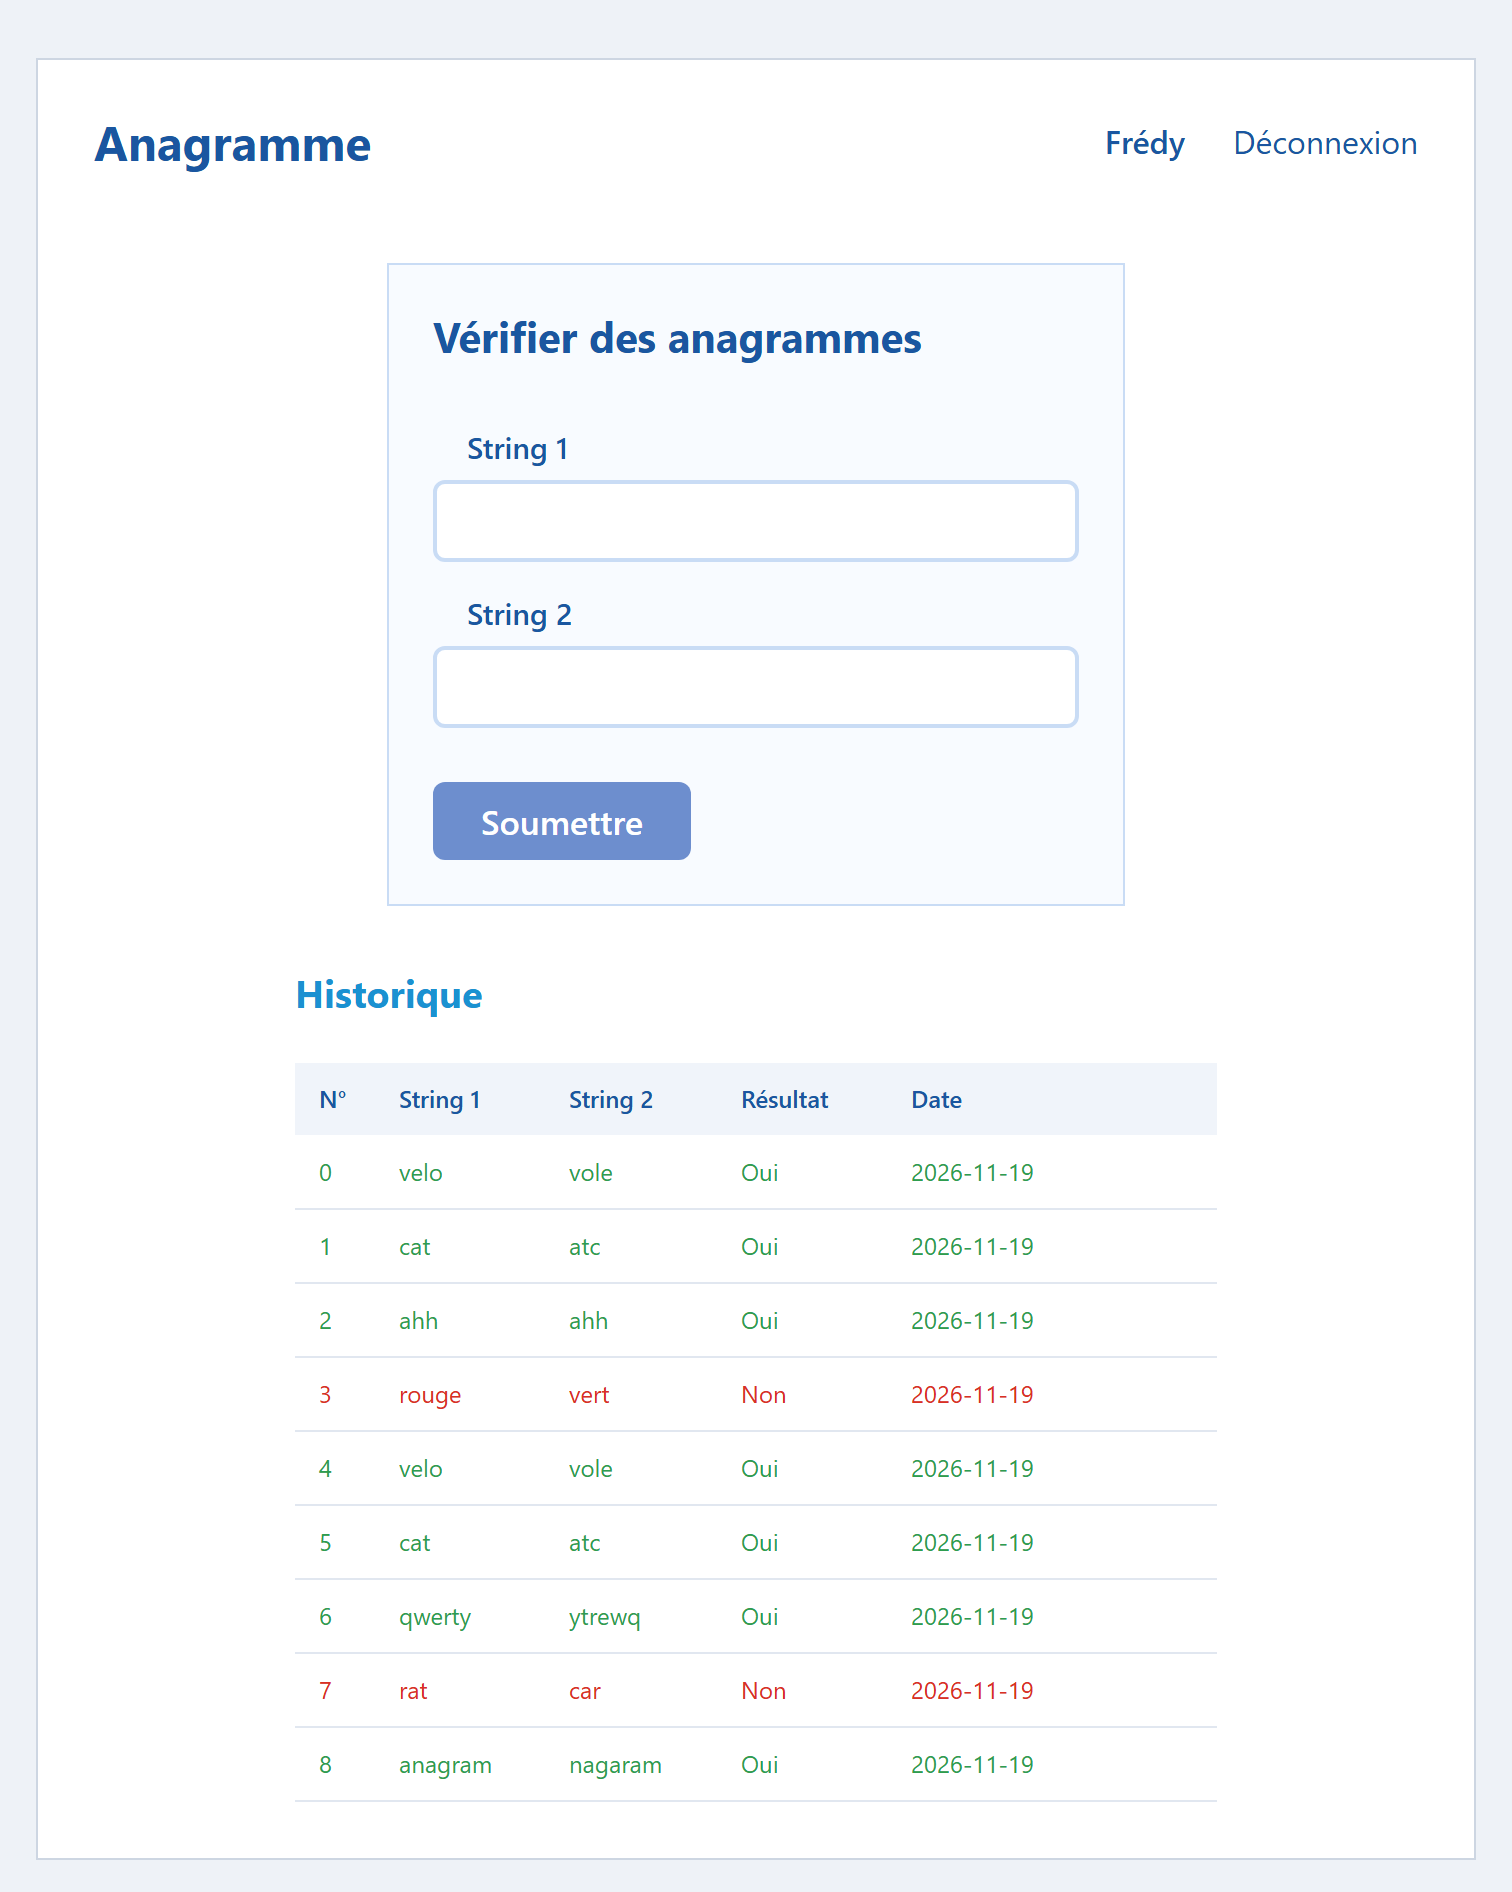 Anagramme Frédy Déconnexion
Vérifier des anagrammes
String 1
String 2
Soumettre
Historique
N° String 1 String 2 Résultat Date
0 velo vole Oui 2026-11-19
1 cat atc Oui 2026-11-19
2 ahh ahh Oui 2026-11-19
3 rouge vert Non 2026-11-19
4 velo vole Oui 2026-11-19
5 cat atc Oui 2026-11-19
6 qwerty ytrewq Oui 2026-11-19
7 rat car Non 2026-11-19
8 anagram nagaram Oui 2026-11-19